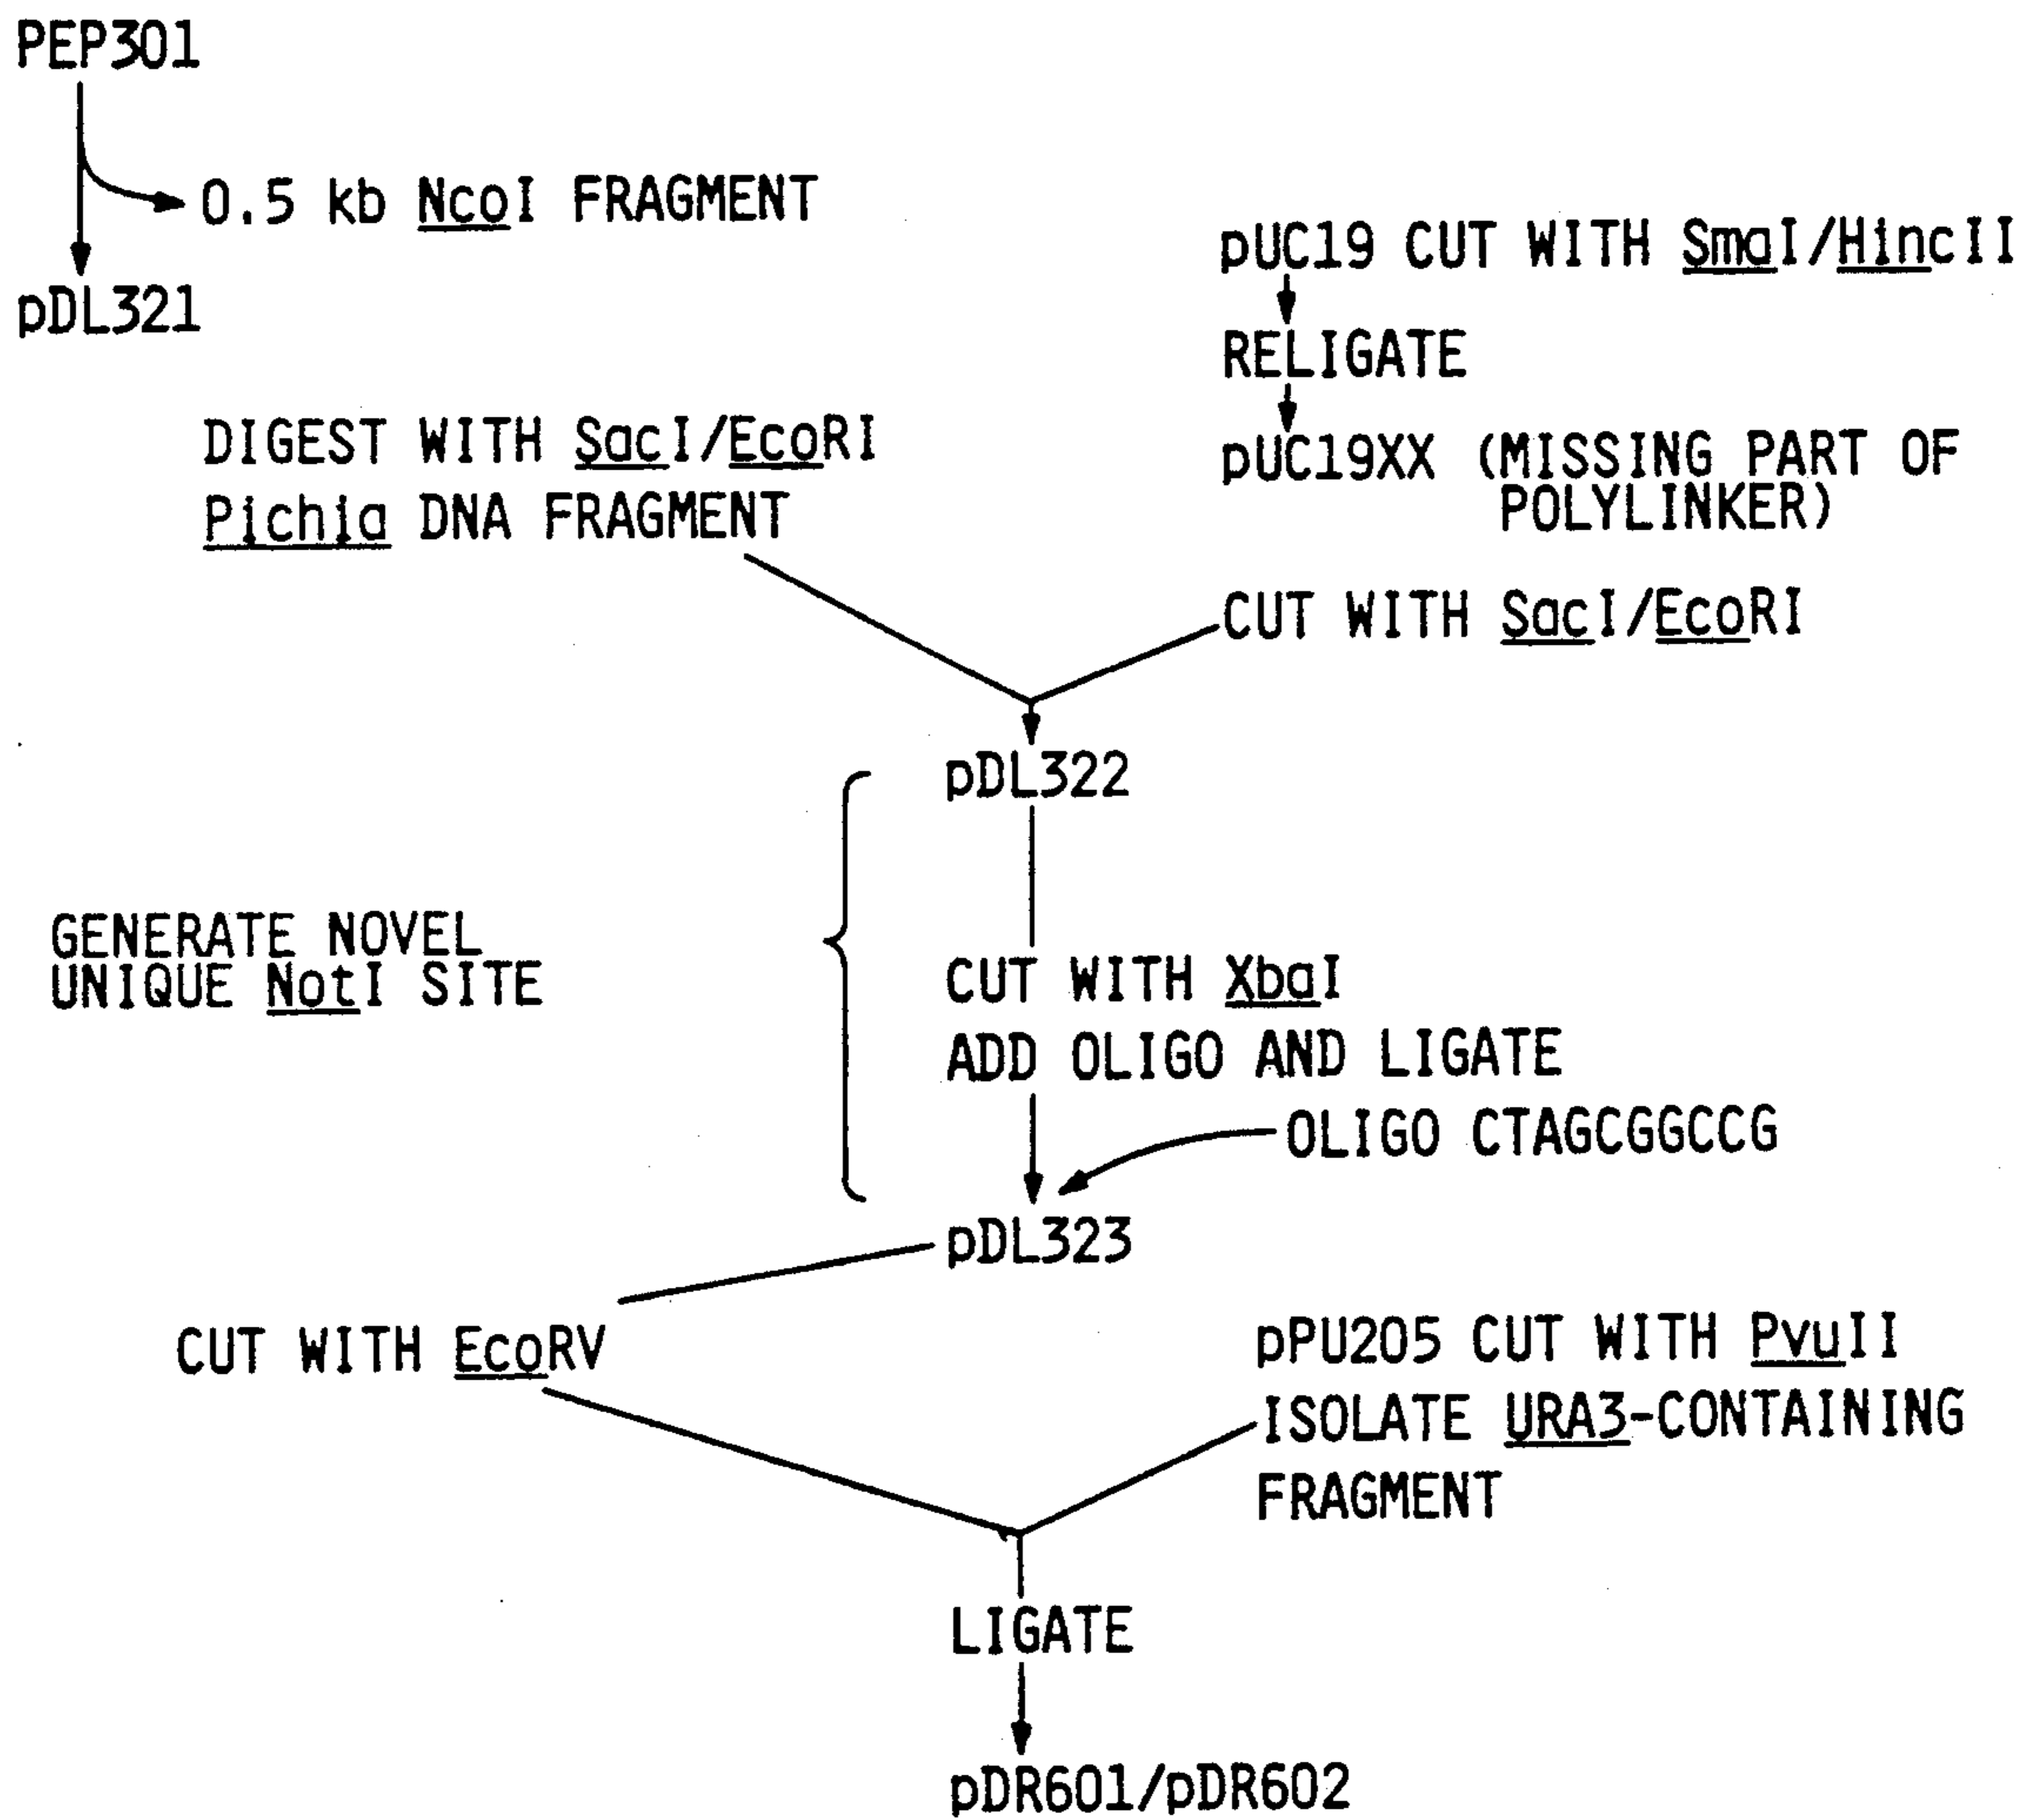 PEP301
0.5 kb NcoI FRAGMENT
pDL321
pUC19 CUT WITH SmaI/HincII
RELIGATE
pUC19XX (MISSING PART OF
POLYLINKER)
DIGEST WITH SacI/EcoRI
Pichia DNA FRAGMENT
CUT WITH SacI/EcoRI
pDL322
GENERATE NOVEL
UNIQUE NotI SITE
CUT WITH XbaI
ADD OLIGO AND LIGATE
OLIGO CTAGCGGCCG
pDL323
CUT WITH EcoRV
pPU205 CUT WITH PvuII
ISOLATE URA3-CONTAINING
FRAGMENT
LIGATE
pDR601/pDR602